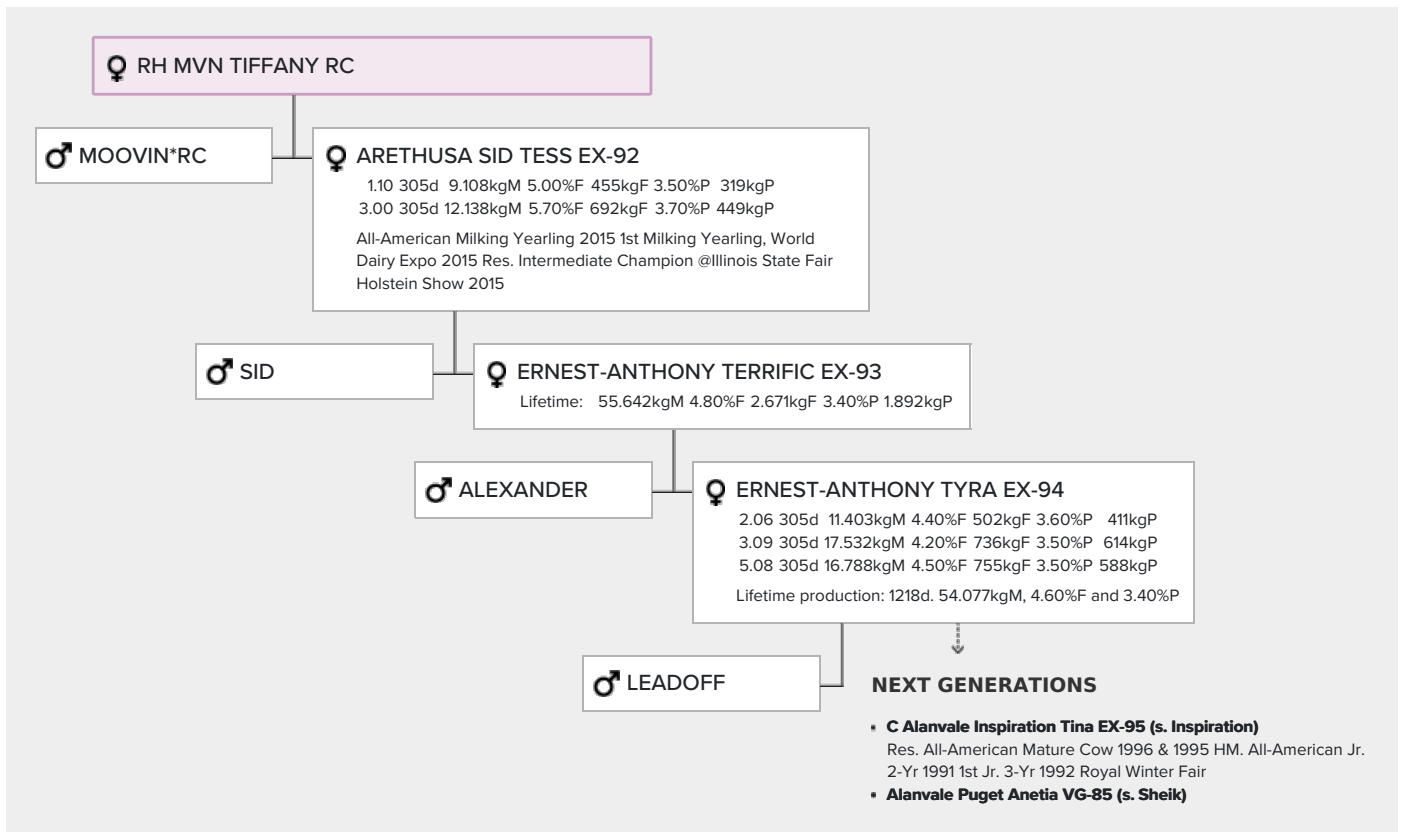 RH MVN TIFFANY RC
MOOVIN*RC
ARETHUSA SID TESS EX-92
1.10 305d 9.108kgM 5.00%F 455kgF 3.50%P 319kgP
3.00 305d 12.138kgM 5.70%F 692kgF 3.70%P 449kgP
All-American Milking Yearling 2015 1st Milking Yearling, World
Dairy Expo 2015 Res. Intermediate Champion @Illinois State Fair
Holstein Show 2015
SID
ERNEST-ANTHONY TERRIFIC EX-93
Lifetime: 55.642kgM 4.80%F 2.671kgF 3.40%P 1.892kgP
ALEXANDER
ERNEST-ANTHONY TYRA EX-94
2.06 305d 11.403kgM 4.40%F 502kgF 3.60%P 411kgP
3.09 305d 17.532kgM 4.20%F 736kgF 3.50%P 614kgP
5.08 305d 16.788kgM 4.50%F 755kgF 3.50%P 588kgP
Lifetime production: 1218d. 54.077kgM, 4.60%F and 3.40%P
LEADOFF
NEXT GENERATIONS
C Alanvale Inspiration Tina EX-95 (s. Inspiration)
Res. All-American Mature Cow 1996 & 1995 HM. All-American Jr.
2-Yr 1991 1st Jr. 3-Yr 1992 Royal Winter Fair
Alanvale Puget Anetia VG-85 (s. Sheik)